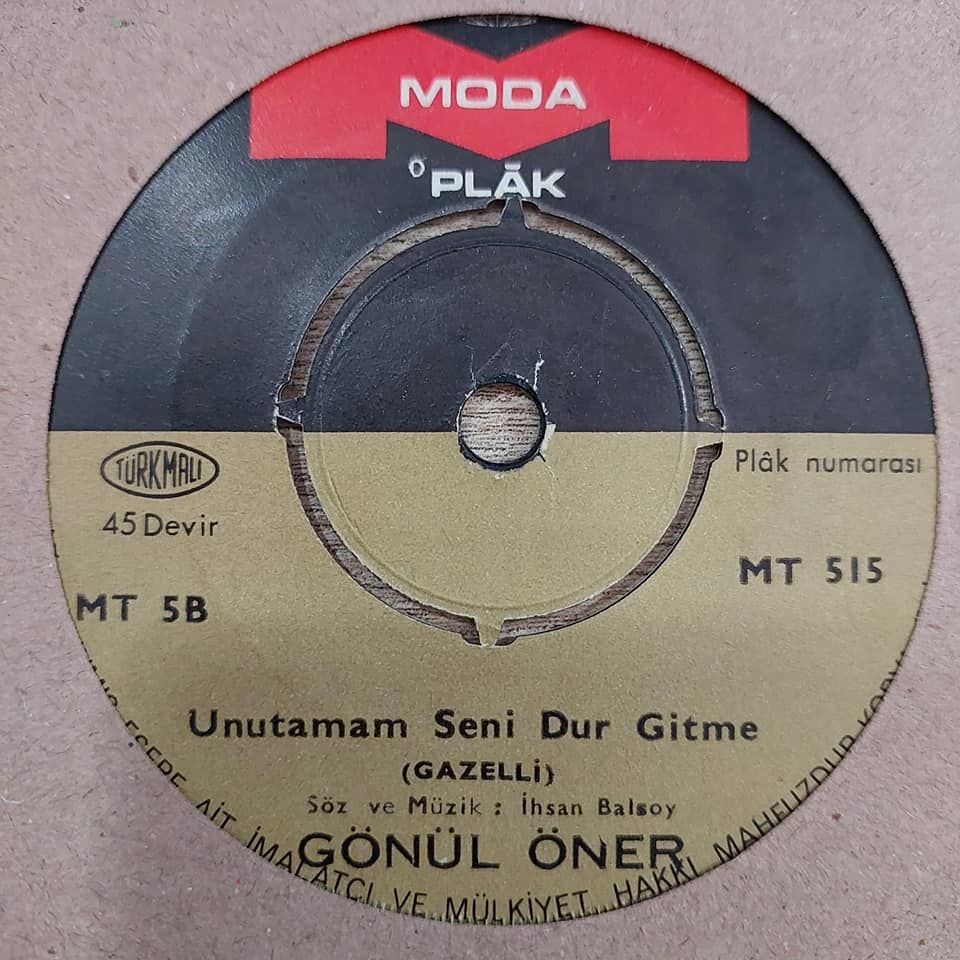 MODA
PLÂK
TÜRKMALI
45 Devir
Plâk numarası
MT 5B
MT 515
Unutamam Seni Dur Gitme
(GAZELLİ)
Söz ve Müzik : İhsan Balsoy
GÖNÜL ÖNER
ESERE AİT İMALATÇI VE MÜLKİYET HAKKI MAHFUZDUR